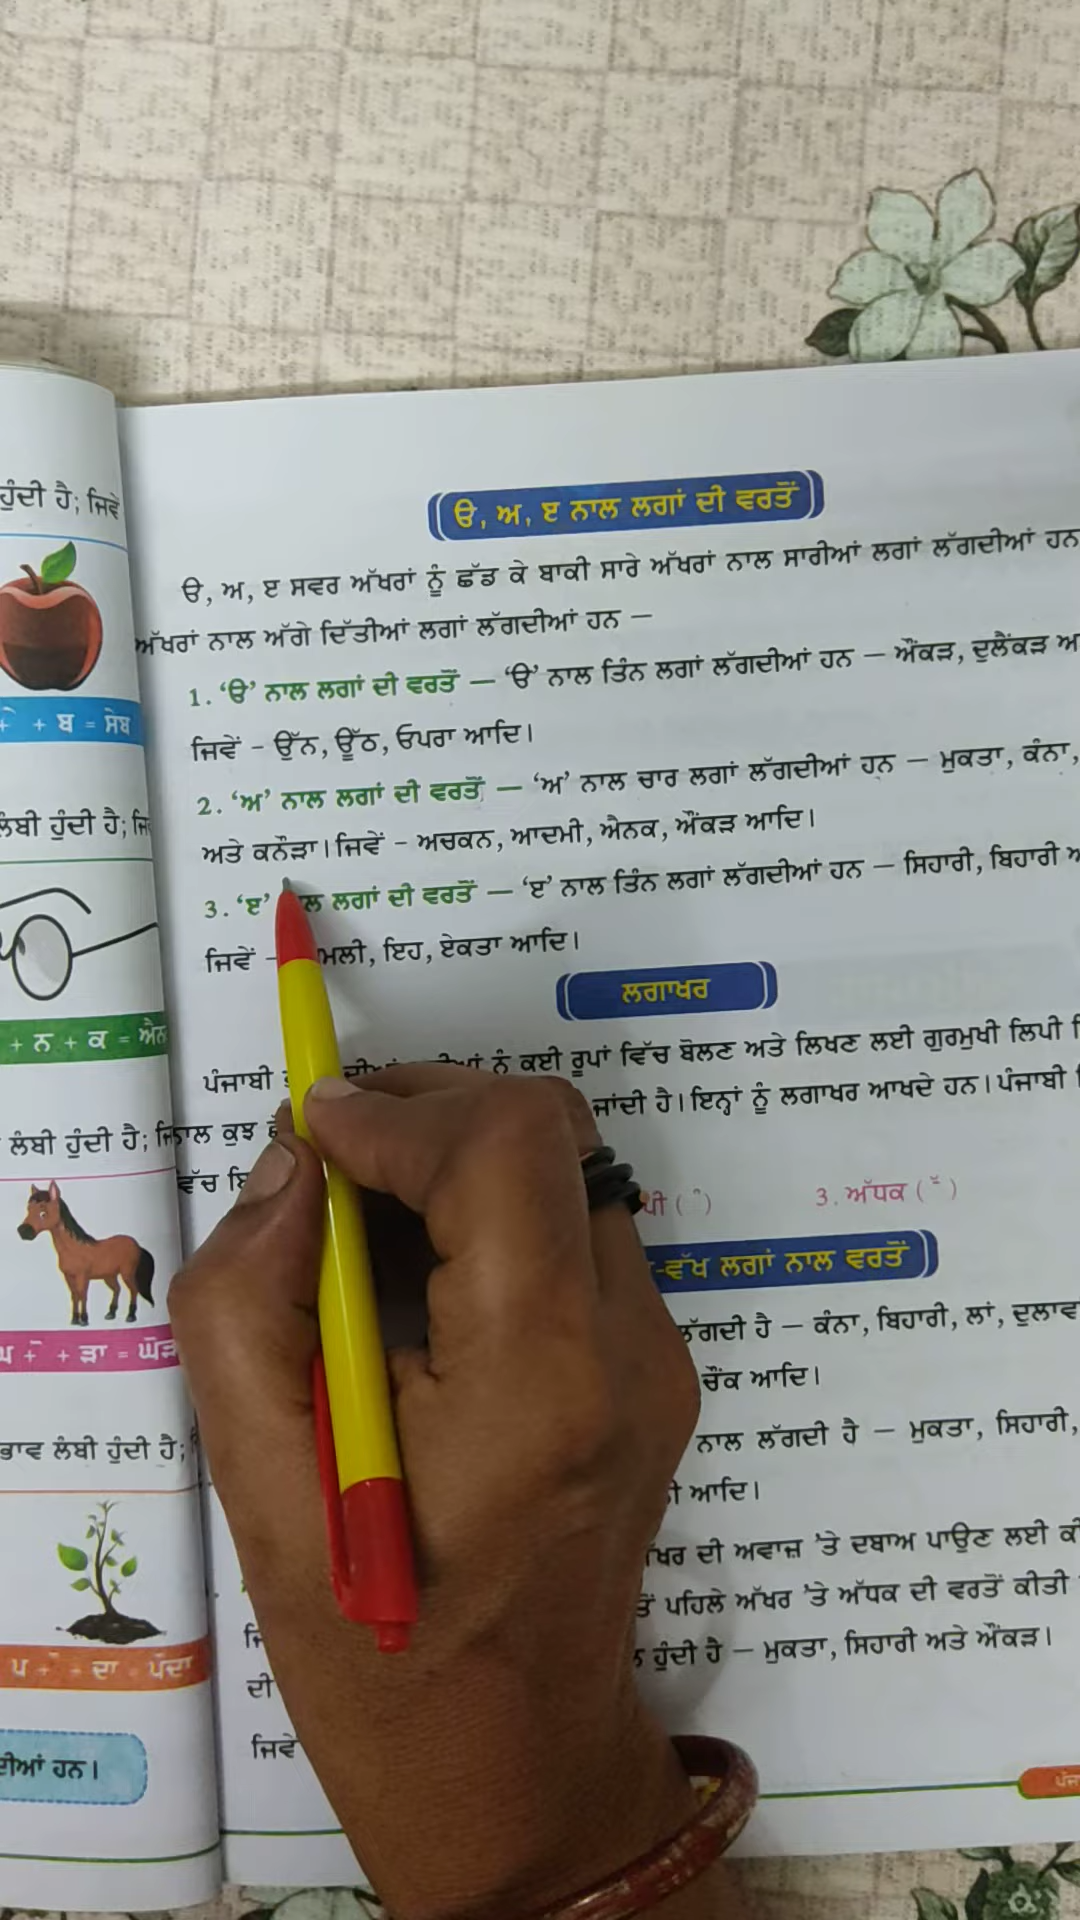 ਹੁੰਦੀ ਹੈ; ਜਿਵੇਂ
+ ਬ = ਸੇਬ
ਲੰਬੀ ਹੁੰਦੀ ਹੈ;
+ ਨ + ਕ = ਐਨ
ਲੰਬੀ ਹੁੰਦੀ ਹੈ;
+ ੜਾ = ਘੋੜ
ਭਾਵ ਲੰਬੀ ਹੁੰਦੀ ਹੈ;
ਪ + ਦਾ = ਪੌਦਾ
ਹਨ।
ੳ, ਅ, ੲ ਨਾਲ ਲਗਾਂ ਦੀ ਵਰਤੋਂ
ੳ, ਅ, ੲ ਸਵਰ ਅੱਖਰਾਂ ਨੂੰ ਛੱਡ ਕੇ ਬਾਕੀ ਸਾਰੇ ਅੱਖਰਾਂ ਨਾਲ ਸਾਰੀਆਂ ਲਗਾਂ ਲੱਗਦੀਆਂ ਹਨ
ਅੱਖਰਾਂ ਨਾਲ ਅੱਗੇ ਦਿੱਤੀਆਂ ਲਗਾਂ ਲੱਗਦੀਆਂ ਹਨ –
1. ‘ੳ’ ਨਾਲ ਲਗਾਂ ਦੀ ਵਰਤੋਂ – ‘ੳ’ ਨਾਲ ਤਿੰਨ ਲਗਾਂ ਲੱਗਦੀਆਂ ਹਨ – ਔਂਕੜ, ਦੁਲੈਂਕੜ
ਜਿਵੇਂ - ਉੱਨ, ਊੱਠ, ਓਪਰਾ ਆਦਿ।
2. ‘ਅ’ ਨਾਲ ਲਗਾਂ ਦੀ ਵਰਤੋਂ – ‘ਅ’ ਨਾਲ ਚਾਰ ਲਗਾਂ ਲੱਗਦੀਆਂ ਹਨ – ਮੁਕਤਾ, ਕੰਨਾ,
ਅਤੇ ਕਨੌੜਾ। ਜਿਵੇਂ - ਅਚਕਨ, ਆਦਮੀ, ਐਨਕ, ਔਂਕੜ ਆਦਿ।
3. ‘ੲ’ ਲਗਾਂ ਦੀ ਵਰਤੋਂ – ‘ੲ’ ਨਾਲ ਤਿੰਨ ਲਗਾਂ ਲੱਗਦੀਆਂ ਹਨ – ਸਿਹਾਰੀ, ਬਿਹਾਰੀ
ਜਿਵੇਂ - ਮਲੀ, ਇਹ, ਏਕਤਾ ਆਦਿ।
ਲਗਾਖਰ
ਪੰਜਾਬੀ ਨੂੰ ਕਈ ਰੂਪਾਂ ਵਿੱਚ ਬੋਲਣ ਅਤੇ ਲਿਖਣ ਲਈ ਗੁਰਮੁਖੀ ਲਿਪੀ
ਨਾਲ ਕੁਝ ਜਾਂਦੀ ਹੈ। ਇਨ੍ਹਾਂ ਨੂੰ ਲਗਾਖਰ ਆਖਦੇ ਹਨ। ਪੰਜਾਬੀ
ਵਿੱਚ
ਪੀ ( ੰ ) 3. ਅੱਧਕ ( ੱ )
-ਵੱਖ ਲਗਾਂ ਨਾਲ ਵਰਤੋਂ
ਲੱਗਦੀ ਹੈ – ਕੰਨਾ, ਬਿਹਾਰੀ, ਲਾਂ, ਦੁਲਾਵ
ਚੌਂਕ ਆਦਿ।
ਨਾਲ ਲੱਗਦੀ ਹੈ – ਮੁਕਤਾ, ਸਿਹਾਰੀ,
ਆਦਿ।
ਦੀ ਅਵਾਜ਼ ’ਤੇ ਦਬਾਅ ਪਾਉਣ ਲਈ
ਪਹਿਲੇ ਅੱਖਰ ’ਤੇ ਅੱਧਕ ਦੀ ਵਰਤੋਂ ਕੀਤੀ
ਦੀ ਹੁੰਦੀ ਹੈ – ਮੁਕਤਾ, ਸਿਹਾਰੀ ਅਤੇ ਔਂਕੜ।
ਜਿਵੇਂ